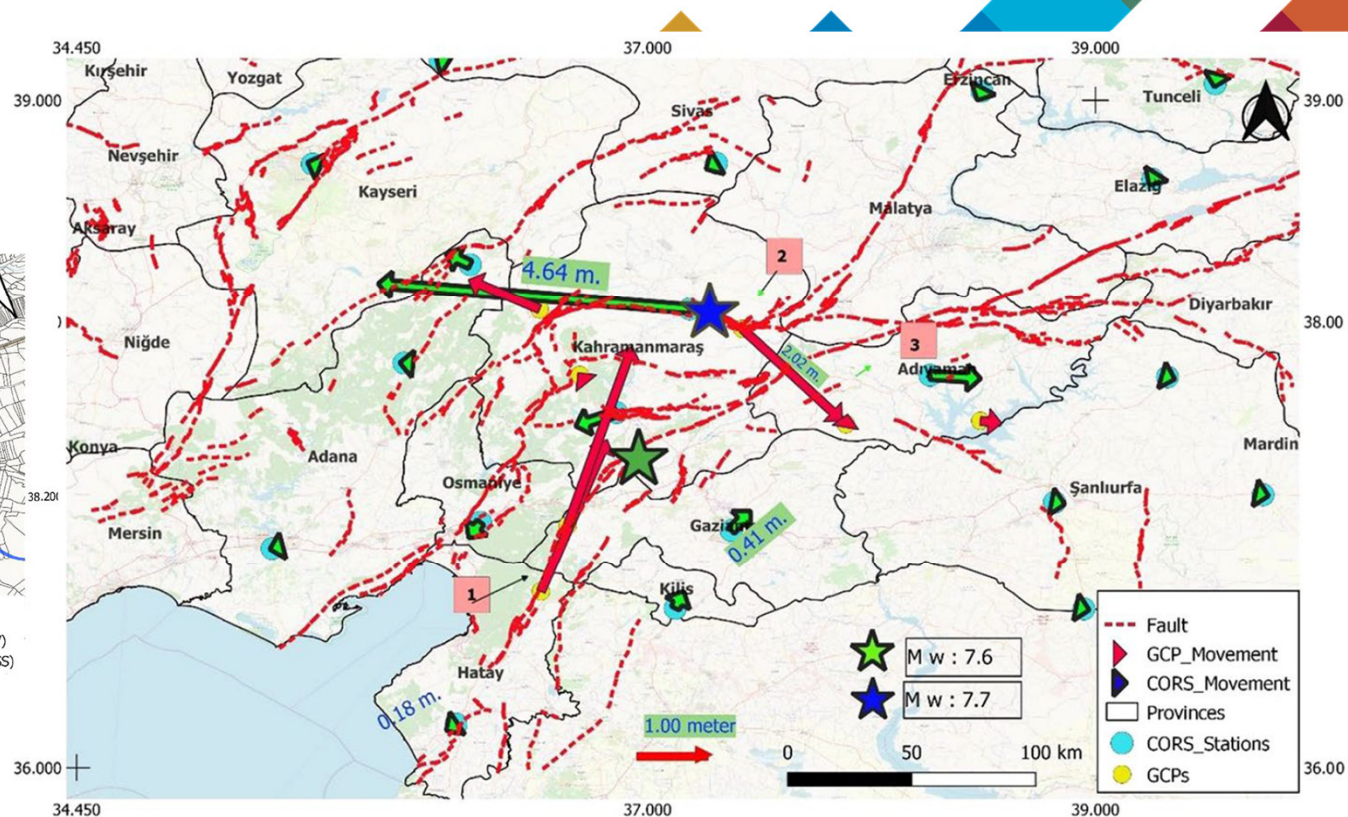 34.450
37.000
39.000
Kırşehir
Yozgat
Erzincan
39.000
39.00
Tunceli
Sivas
Nevşehir
Kayseri
Elazığ
Aksaray
Malatya
2
4.64 m.
Diyarbakır
)
38.00
Niğde
Kahramanmaraş
3
2.02 m.
Adıyaman
Konya
Adana
Mardin
Osmaniye
Şanlıurfa
38.200
Mersin
Gazian
0.41 m.
1
Kilis
)
SS)
Hatay
0.18 m.
1.00 meter
M w : 7.6
M w : 7.7
0 50 100 km
Fault
GCP_Movement
CORS_Movement
Provinces
CORS_Stations
GCPs
36.000
36.00
34.450
37.000
39.000